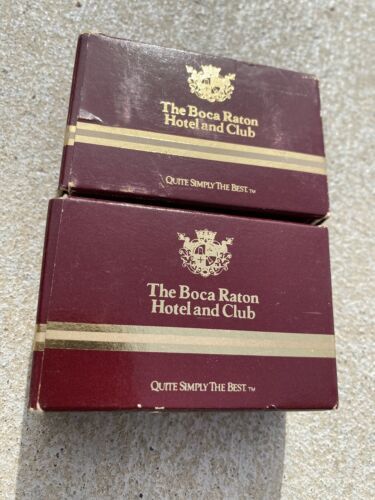 The Boca Raton
Hotel and Club
QUITE SIMPLY THE BEST.™
The Boca Raton
Hotel and Club
QUITE SIMPLY THE BEST.™